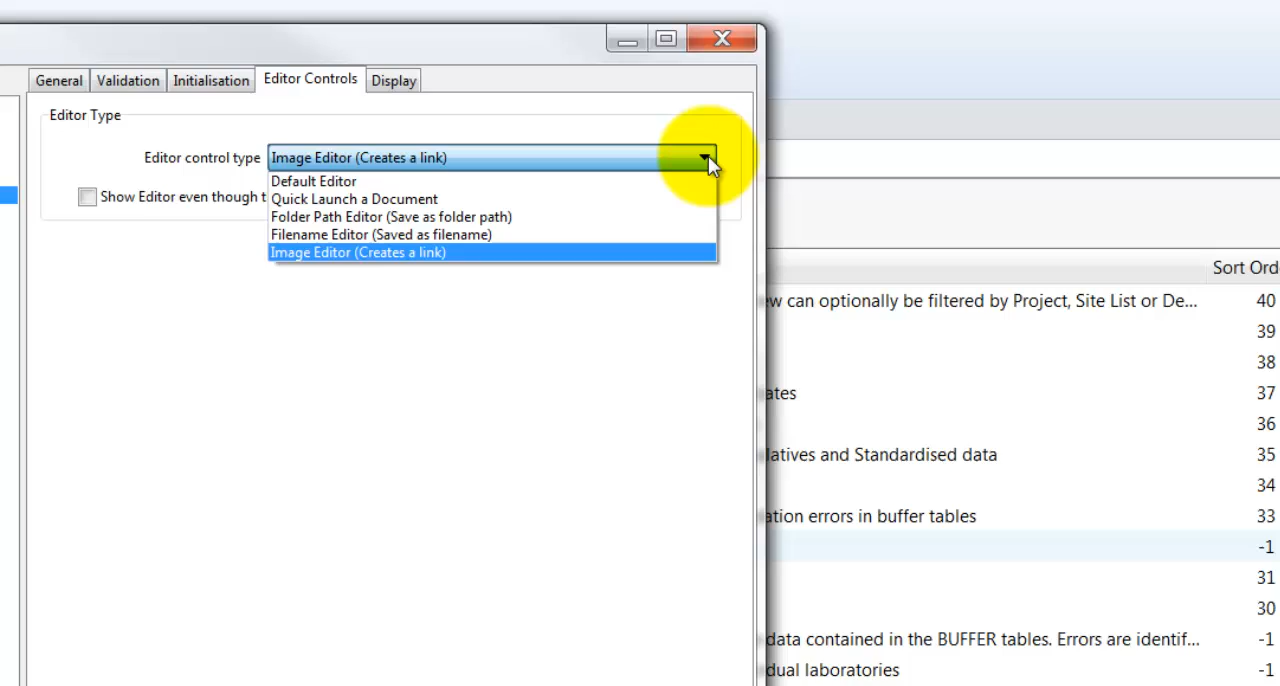 General Validation Initialisation Editor Controls Display
Editor Type
Editor control type Image Editor (Creates a link)
Default Editor
Show Editor even though t
Quick Launch a Document
Folder Path Editor (Save as folder path)
Filename Editor (Saved as filename)
Image Editor (Creates a link)
Sort Ord
ew can optionally be filtered by Project, Site List or De... 40
39
38
ates 37
36
latives and Standardised data 35
34
ation errors in buffer tables 33
-1
31
30
data contained in the BUFFER tables. Errors are identif... -1
dual laboratories -1